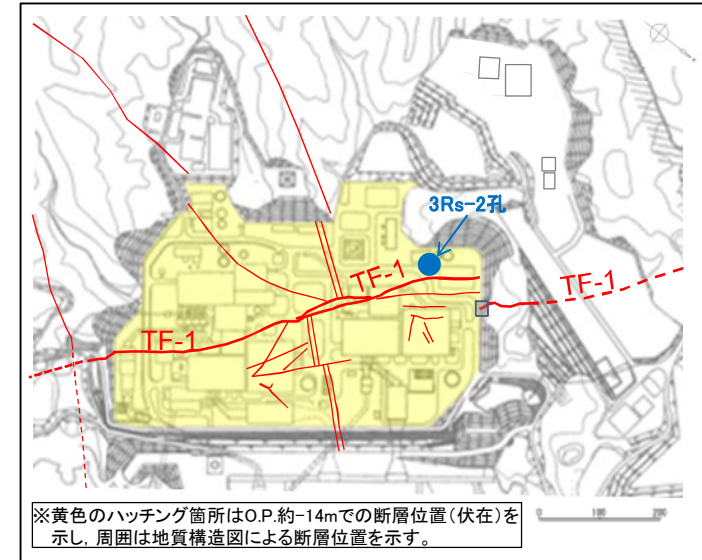 3Rs-2孔
TF-1
TF-1
TF-1
※黄色のハッチング箇所はO.P.約-14mでの断層位置(伏在)を
示し,周囲は地質構造図による断層位置を示す。
0 100 200